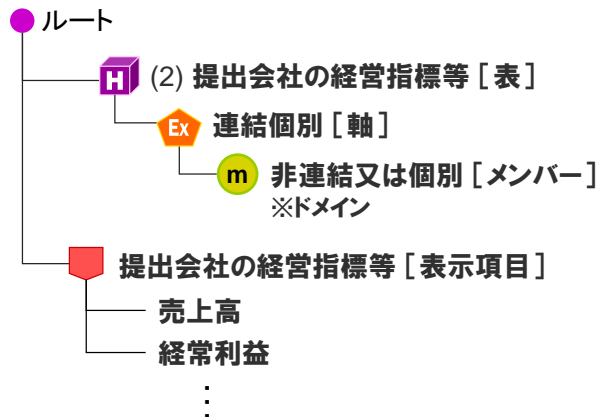 ルート
H (2) 提出会社の経営指標等［表］
Ex 連結個別［軸］
m 非連結又は個別［メンバー］
※ドメイン
提出会社の経営指標等［表示項目］
売上高
経常利益
⋮